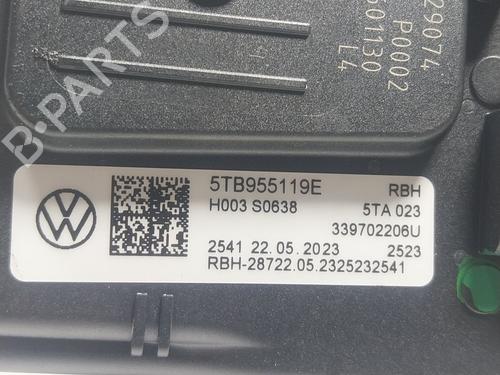 29074
P0002
601130
L4
B-PARTS
5TB955119E RBH
H003 S0638 5TA 023
339702206U
2541 22.05.2023 2523
RBH-28722.05.2325232541